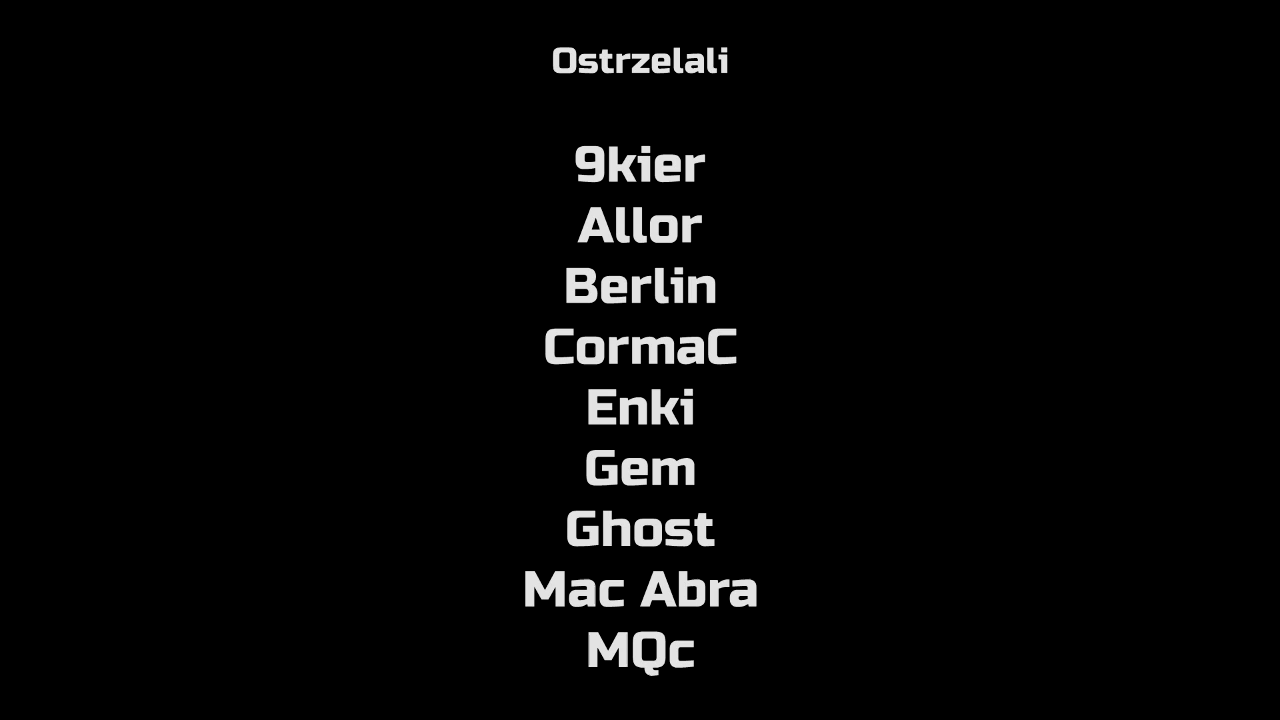 Ostrzelali
9kier
Allor
Berlin
CormaC
Enki
Gem
Ghost
Mac Abra
MQc